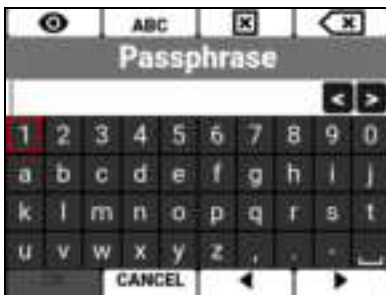 ABC
Passphrase
< >
1 2 3 4 5 6 7 8 9 0
a b c d e f g h i j
k l m n o p q r s t
u v w x y z , . - ⎵
CANCEL